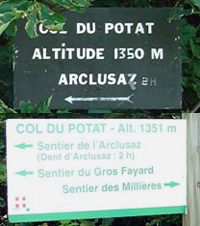 COL DU POTAT
ALTITUDE 1350 M
ARCLUSAZ 2H
COL DU POTAT - Alt. 1351 m
Sentier de l'Arclusaz
(Dent d'Arclusaz : 2 h)
Sentier du Gros Fayard
Sentier des Millières